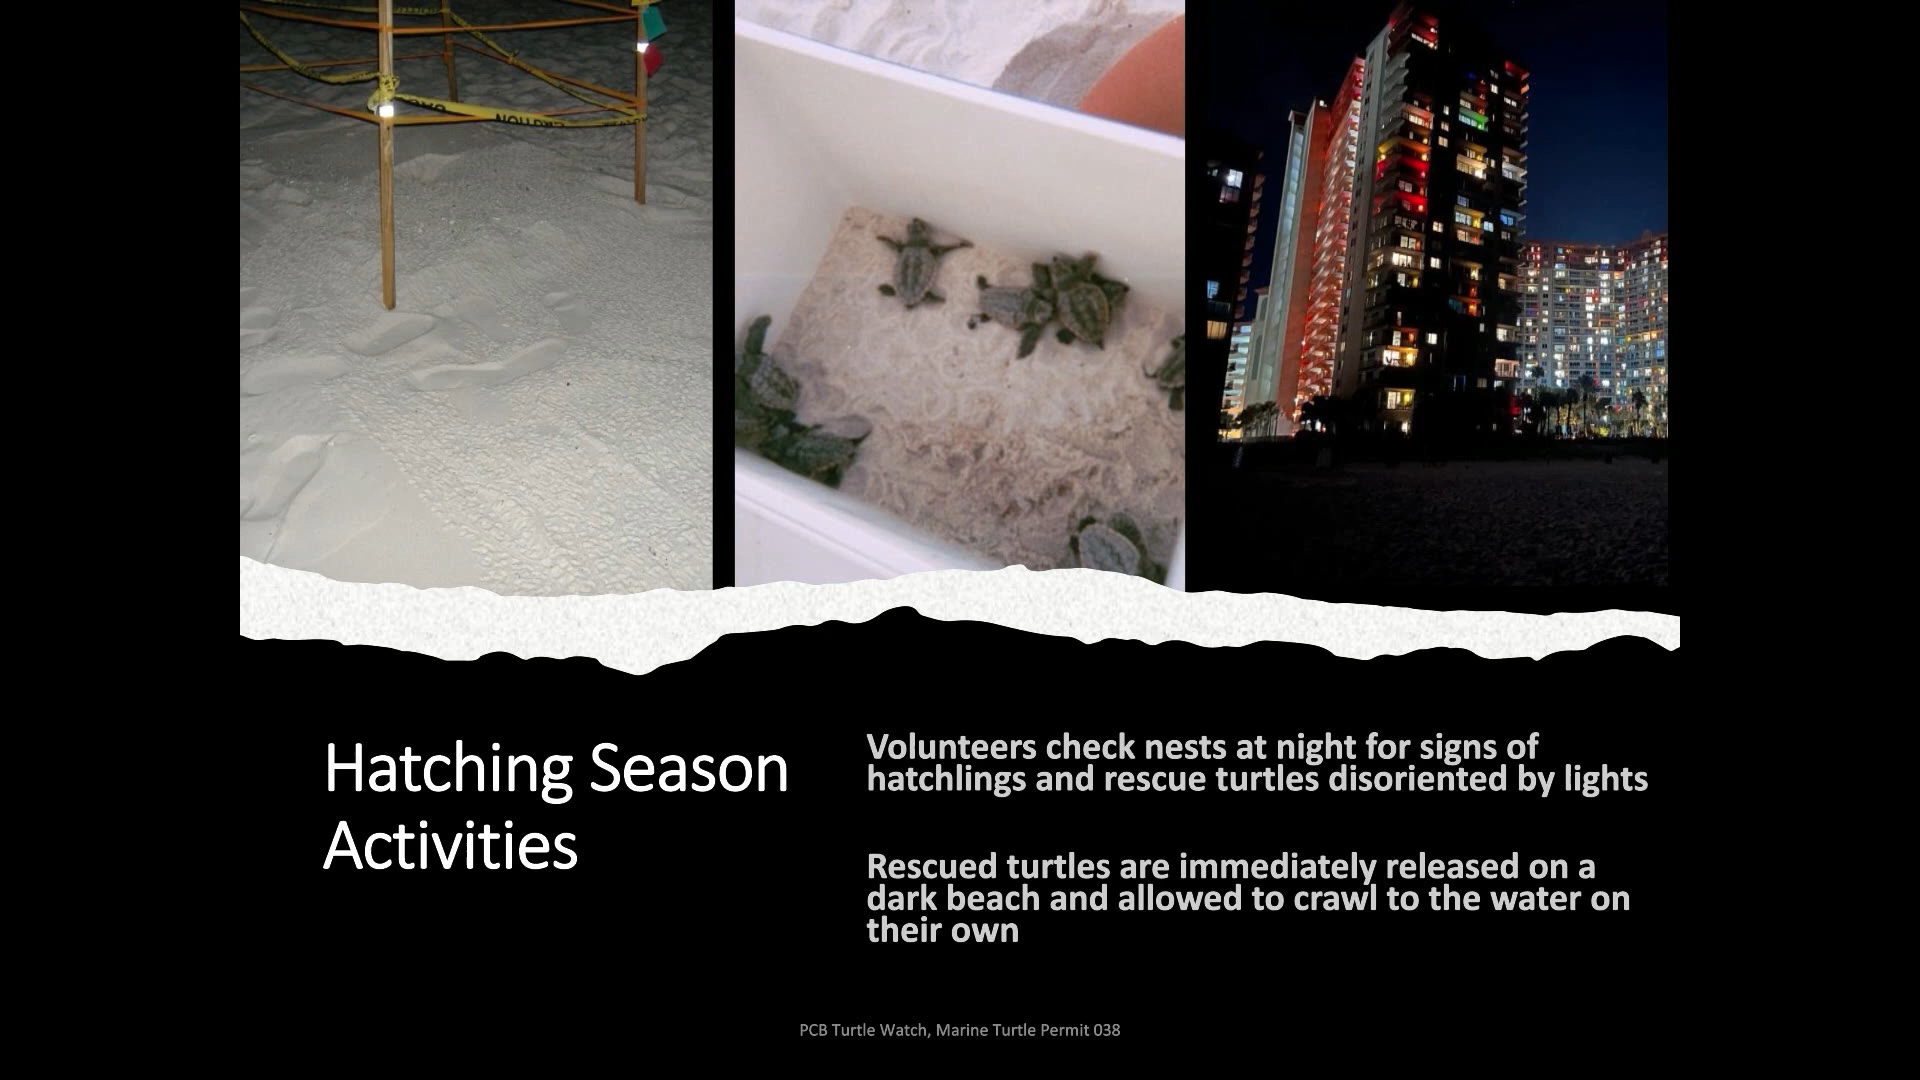 CAUTION
Hatching Season
Activities
Volunteers check nests at night for signs of
hatchlings and rescue turtles disoriented by lights
Rescued turtles are immediately released on a
dark beach and allowed to crawl to the water on
their own
PCB Turtle Watch, Marine Turtle Permit 038